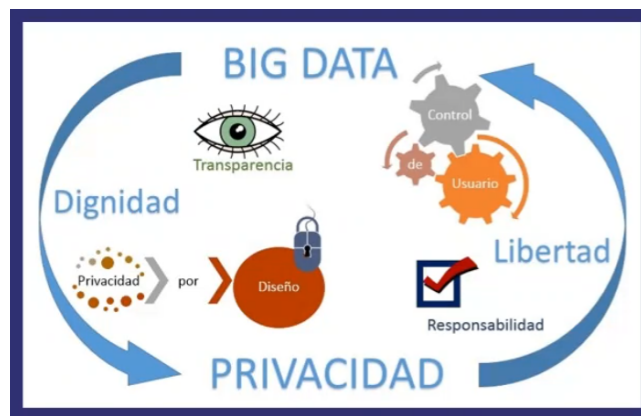 BIG DATA
Control
de
Usuario
Transparencia
Dignidad
Libertad
Privacidad
por
Diseño
Responsabilidad
PRIVACIDAD